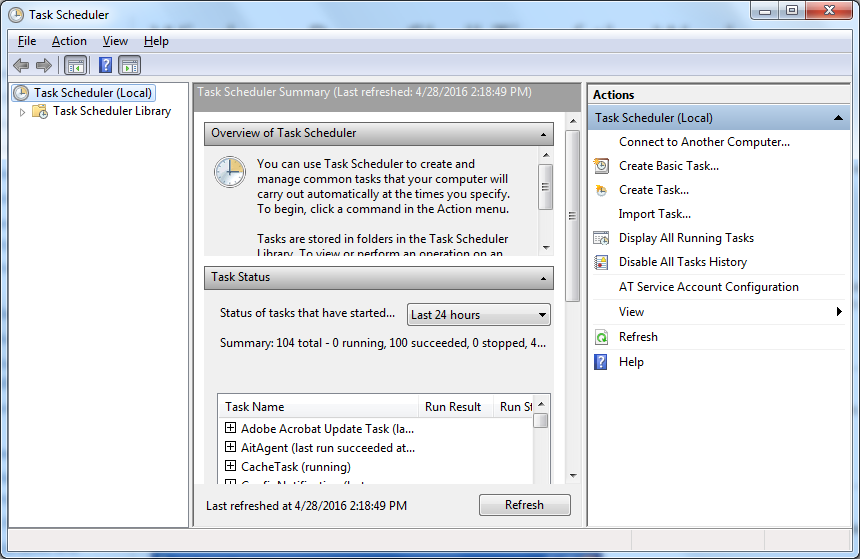 Task Scheduler
File Action View Help
Task Scheduler (Local)
Task Scheduler Library
Task Scheduler Summary (Last refreshed: 4/28/2016 2:18:49 PM)
Overview of Task Scheduler
You can use Task Scheduler to create and
manage common tasks that your computer will
carry out automatically at the times you specify.
To begin, click a command in the Action menu.
Tasks are stored in folders in the Task Scheduler
Library. To view or perform an operation on an
Task Status
Status of tasks that have started... Last 24 hours
Summary: 104 total - 0 running, 100 succeeded, 0 stopped, 4...
Task Name Run Result Run St
Adobe Acrobat Update Task (la...
AitAgent (last run succeeded at...
CacheTask (running)
Last refreshed at 4/28/2016 2:18:49 PM Refresh
Actions
Task Scheduler (Local)
Connect to Another Computer...
Create Basic Task...
Create Task...
Import Task...
Display All Running Tasks
Disable All Tasks History
AT Service Account Configuration
View
Refresh
Help